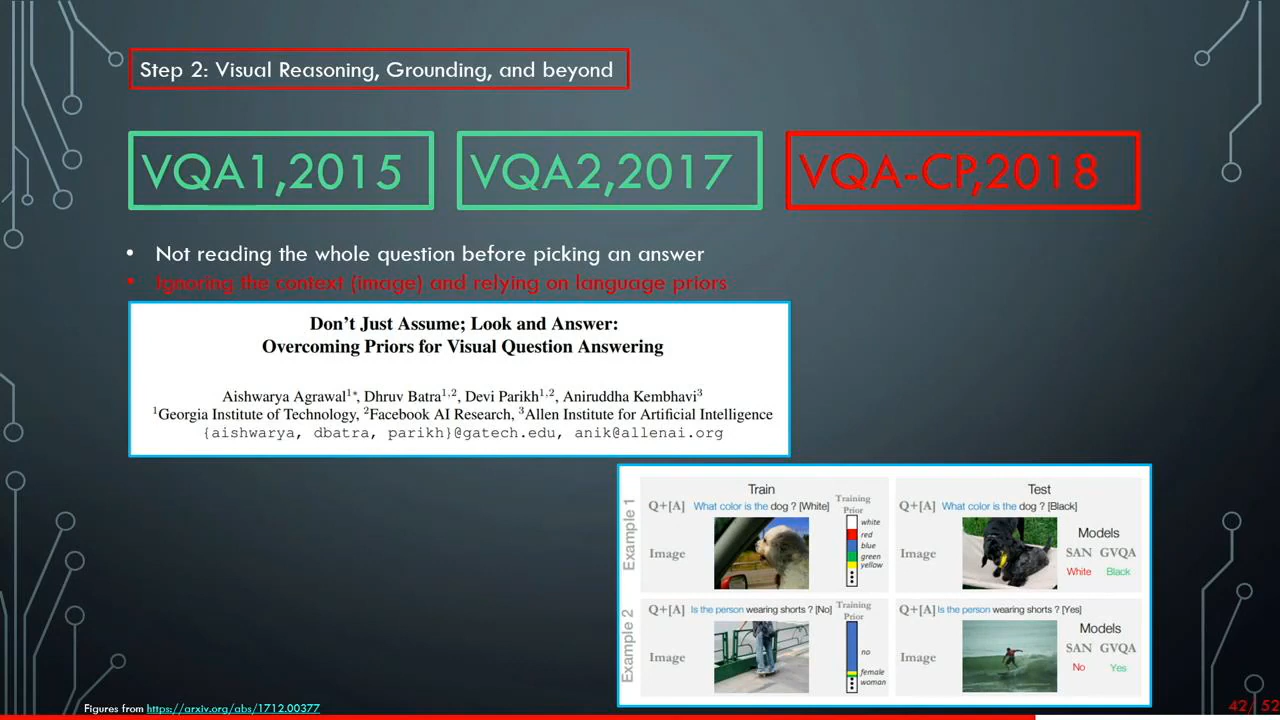 Step 2: Visual Reasoning, Grounding, and beyond
VQA1,2015
VQA2,2017
VQA-CP,2018
• Not reading the whole question before picking an answer
• Ignoring the context (image) and relying on language priors
Don't Just Assume; Look and Answer:
Overcoming Priors for Visual Question Answering
Aishwarya Agrawal1*, Dhruv Batra1,2, Devi Parikh1,2, Aniruddha Kembhavi3
1Georgia Institute of Technology, 2Facebook AI Research, 3Allen Institute for Artificial Intelligence
{aishwarya, dbatra, parikh}@gatech.edu, anik@allenai.org
Example 1
Train
Q+[A] What color is the dog ? [White]
Image
Training
Prior
white
red
blue
green
yellow
Test
Q+[A] What color is the dog ? [Black]
Image
Models
SAN GVQA
White Black
Example 2
Q+[A] Is the person wearing shorts ? [No]
Image
Training
Prior
no
female
woman
Q+[A] Is the person wearing shorts ? [Yes]
Image
Models
SAN GVQA
No Yes
Figures from https://arxiv.org/abs/1712.00377
42/ 52